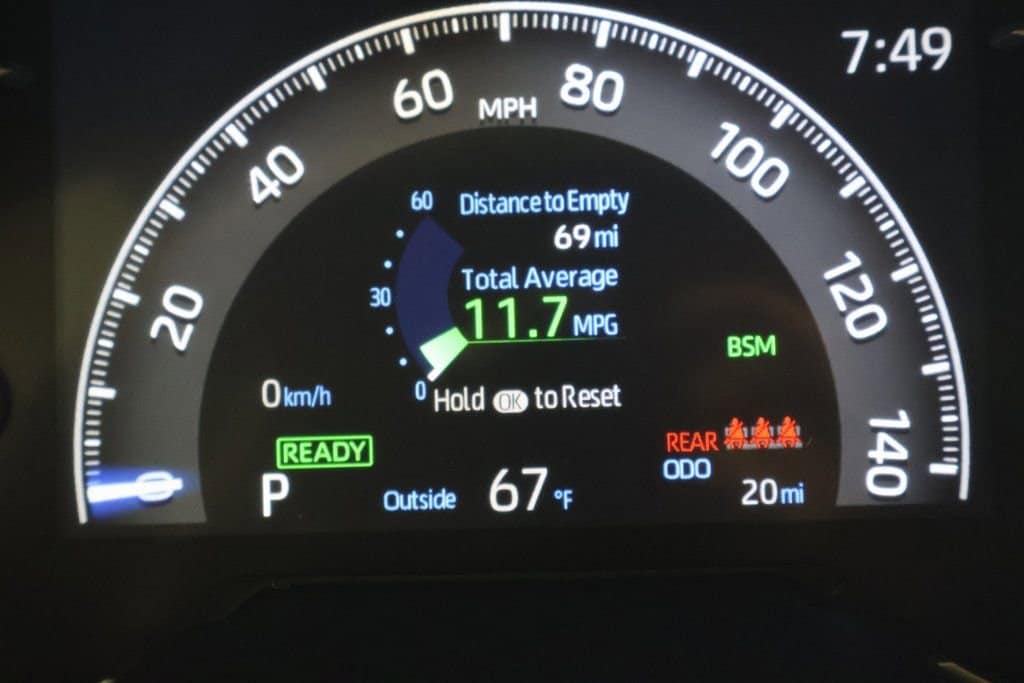 7:49
60 MPH 80
40 100
60 Distance to Empty
69 mi
Total Average
30 11.7 MPG
20 120
BSM
0 Hold OK to Reset
0 km/h
REAR
READY
ODO
140
0 P Outside 67 °F 20 mi